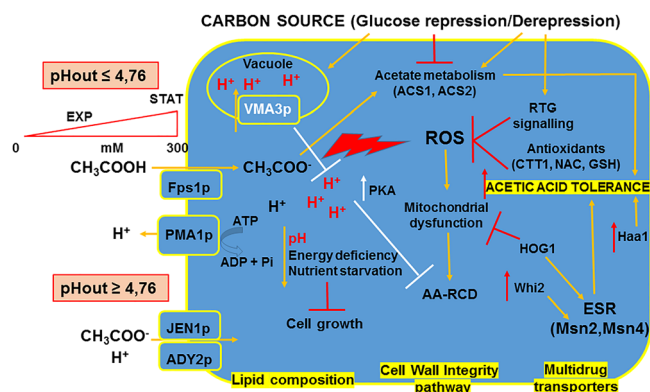 CARBON SOURCE (Glucose repression/Derepression)
pHout ≤ 4,76
Vacuole
H⁺ H⁺ H⁺ H⁺
VMA3p
Acetate metabolism
(ACS1, ACS2)
STAT
EXP
0 mM 300
RTG
signalling
ROS
Antioxidants
(CTT1, NAC, GSH)
CH₃COOH
Fps1p
CH₃COO⁻
H⁺
H⁺ H⁺
H⁺
H⁺
PKA
ACETIC ACID TOLERANCE
H⁺
PMA1p
ATP
ADP + Pi
Mitochondrial
dysfunction
Haa1
HOG1
pH
Energy deficiency
Nutrient starvation
pHout ≥ 4,76
AA-RCD
Whi2
ESR
(Msn2,Msn4)
CH₃COO⁻
H⁺
JEN1p
ADY2p
Cell growth
Lipid composition
Cell Wall Integrity
pathway
Multidrug
transporters